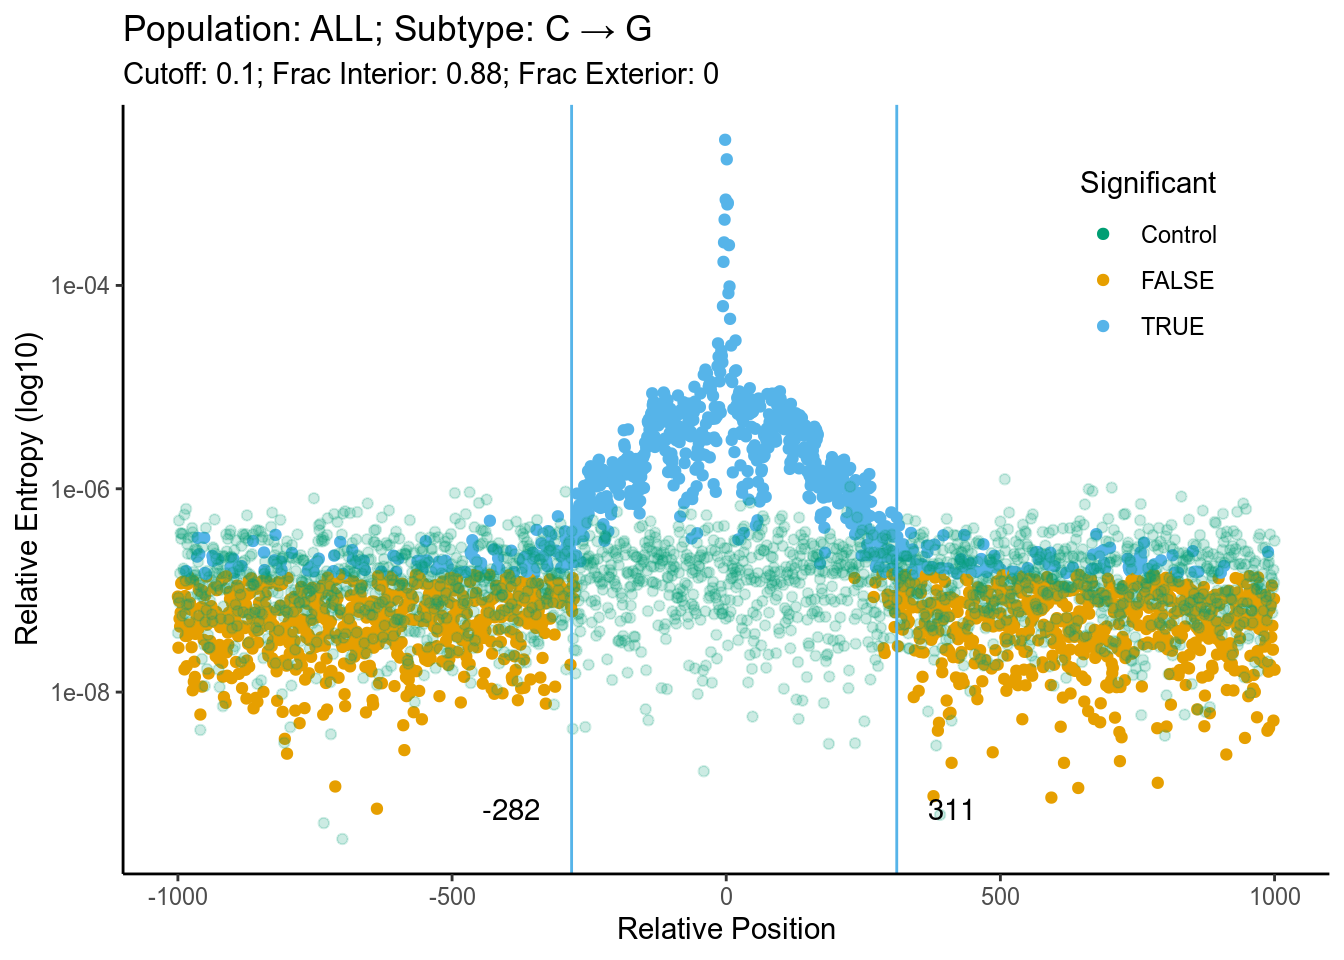 Population: ALL; Subtype: C → G
Cutoff: 0.1; Frac Interior: 0.88; Frac Exterior: 0
Significant
Control
FALSE
TRUE
Relative Entropy (log10)
1e-04
1e-06
1e-08
-282
311
-1000
-500
0
500
1000
Relative Position